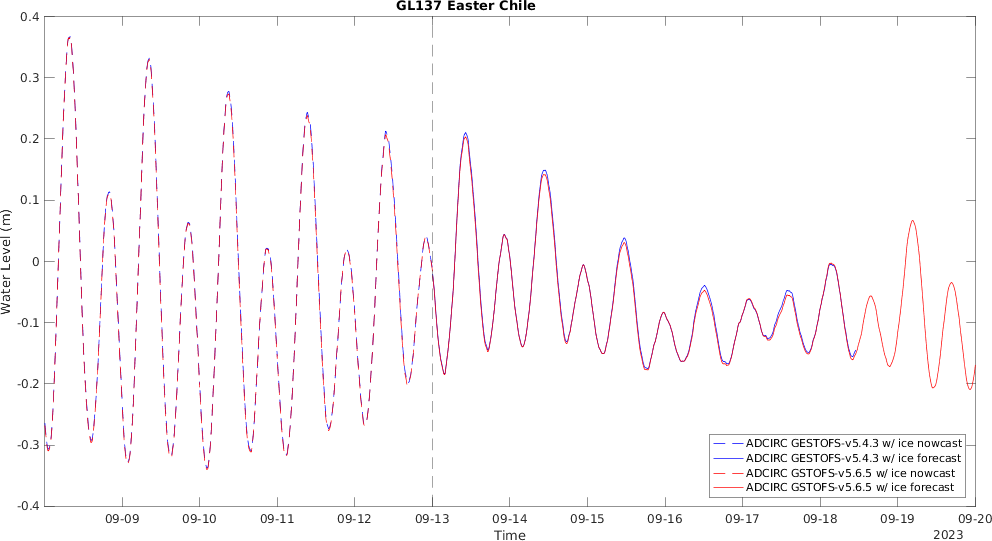 GL137 Easter Chile
0.4
0.3
0.2
0.1
0
-0.1
-0.2
-0.3
-0.4
Water Level (m)
ADCIRC GESTOFS-v5.4.3 w/ ice nowcast
ADCIRC GESTOFS-v5.4.3 w/ ice forecast
ADCIRC GSTOFS-v5.6.5 w/ ice nowcast
ADCIRC GSTOFS-v5.6.5 w/ ice forecast
09-09 09-10 09-11 09-12 09-13 09-14 09-15 09-16 09-17 09-18 09-19 09-20
Time
2023